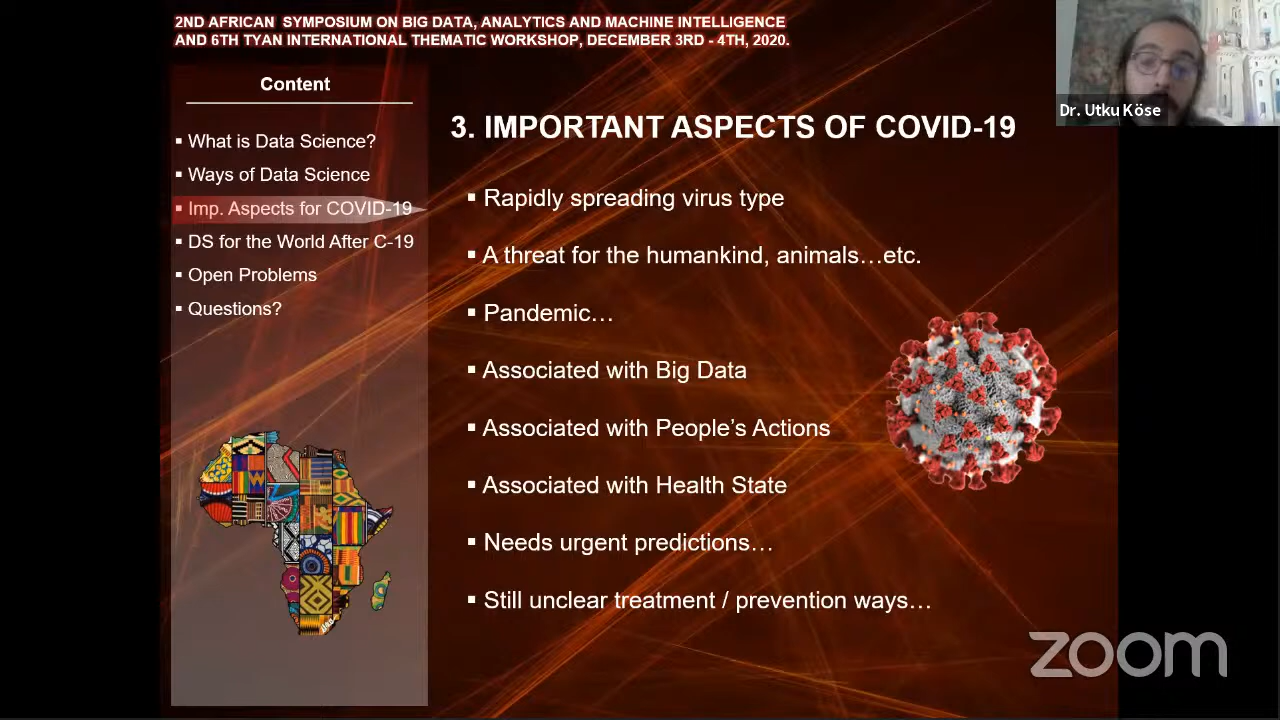 2ND AFRICAN SYMPOSIUM ON BIG DATA, ANALYTICS AND MACHINE INTELLIGENCE
AND 6TH TYAN INTERNATIONAL THEMATIC WORKSHOP, DECEMBER 3RD - 4TH, 2020.
Dr. Utku Köse
Content
▪ What is Data Science?
▪ Ways of Data Science
▪ Imp. Aspects for COVID-19
▪ DS for the World After C-19
▪ Open Problems
▪ Questions?
3. IMPORTANT ASPECTS OF COVID-19
▪ Rapidly spreading virus type
▪ A threat for the humankind, animals…etc.
▪ Pandemic…
▪ Associated with Big Data
▪ Associated with People’s Actions
▪ Associated with Health State
▪ Needs urgent predictions…
▪ Still unclear treatment / prevention ways…
zoom